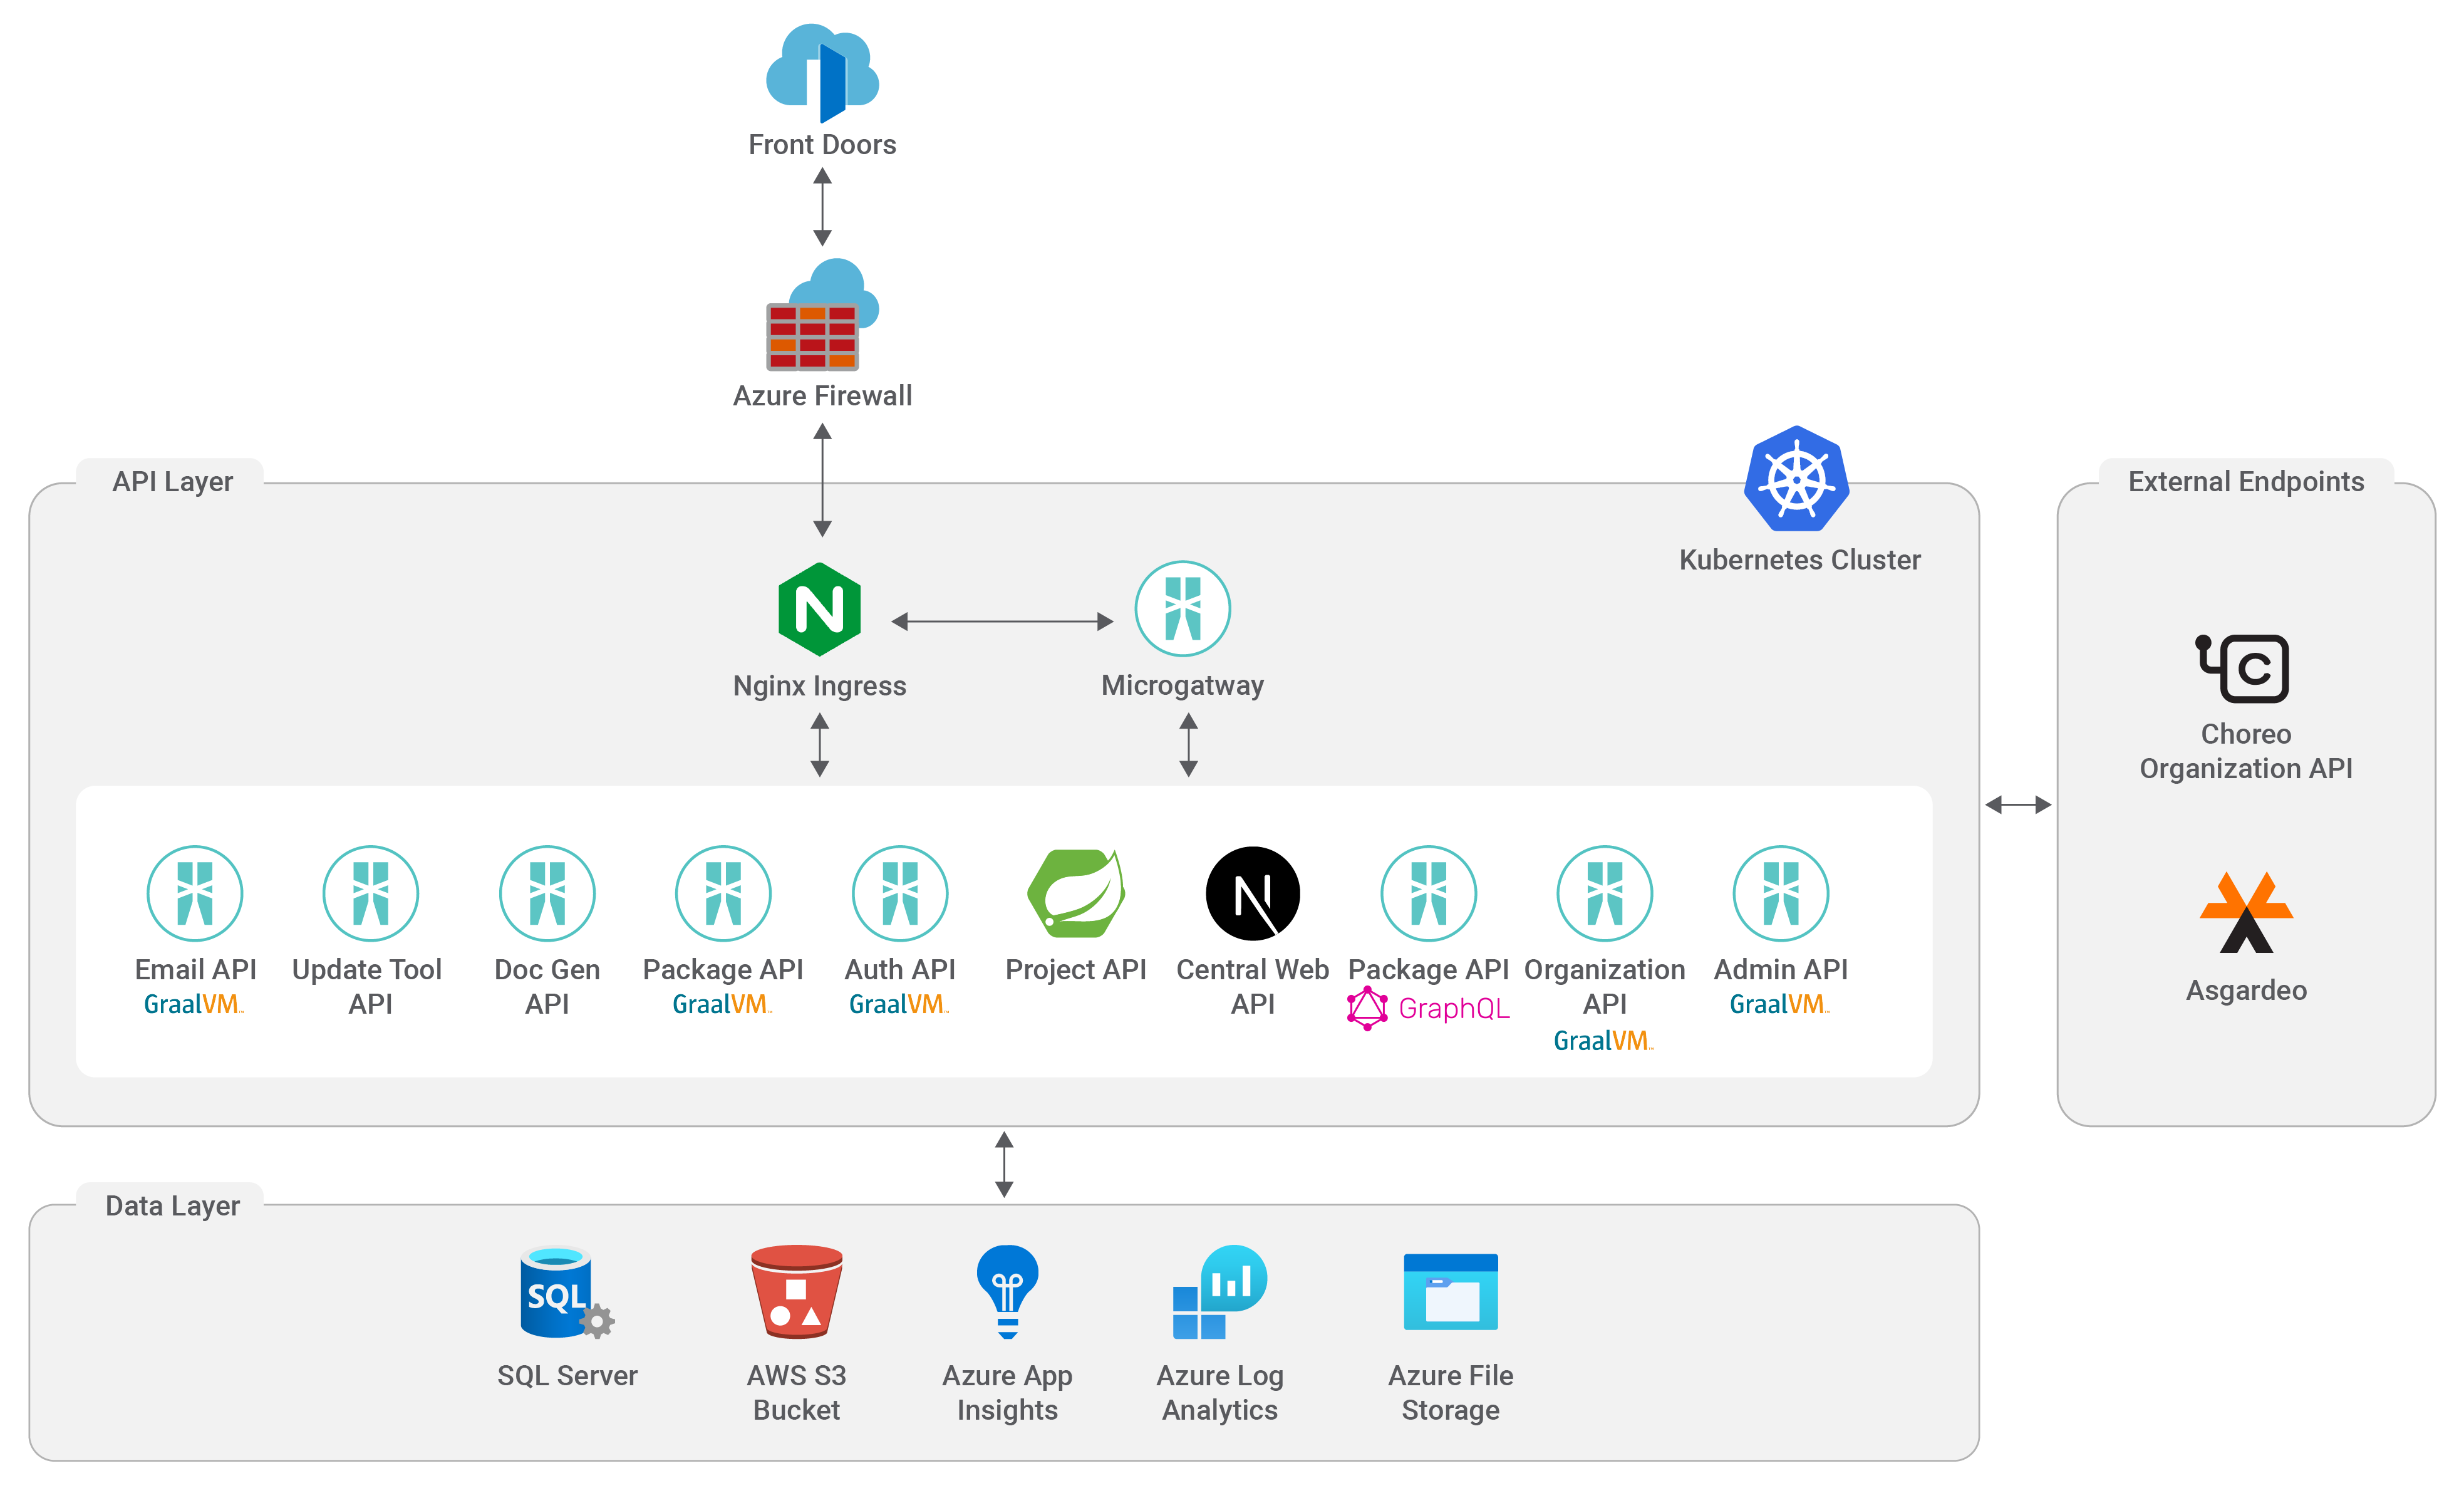 Front Doors
Azure Firewall
API Layer
Kubernetes Cluster
External Endpoints
N
Nginx Ingress
Microgatway
C
Choreo
Organization API
Email API
GraalVM
Update Tool
API
Doc Gen
API
Package API
GraalVM
Auth API
GraalVM
Project API
N
Central Web
API
Package API
GraphQL
Organization
API
GraalVM
Admin API
GraalVM
Asgardeo
Data Layer
SQL
SQL Server
AWS S3
Bucket
Azure App
Insights
Azure Log
Analytics
Azure File
Storage